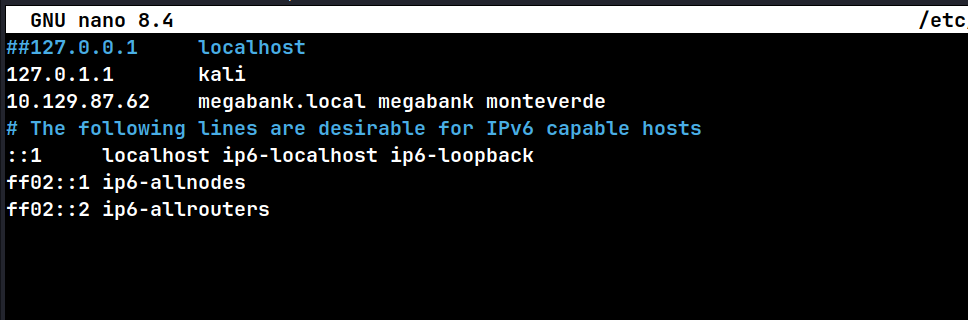 GNU nano 8.4 /etc/
##127.0.0.1 localhost
127.0.1.1 kali
10.129.87.62 megabank.local megabank monteverde
# The following lines are desirable for IPv6 capable hosts
::1 localhost ip6-localhost ip6-loopback
ff02::1 ip6-allnodes
ff02::2 ip6-allrouters